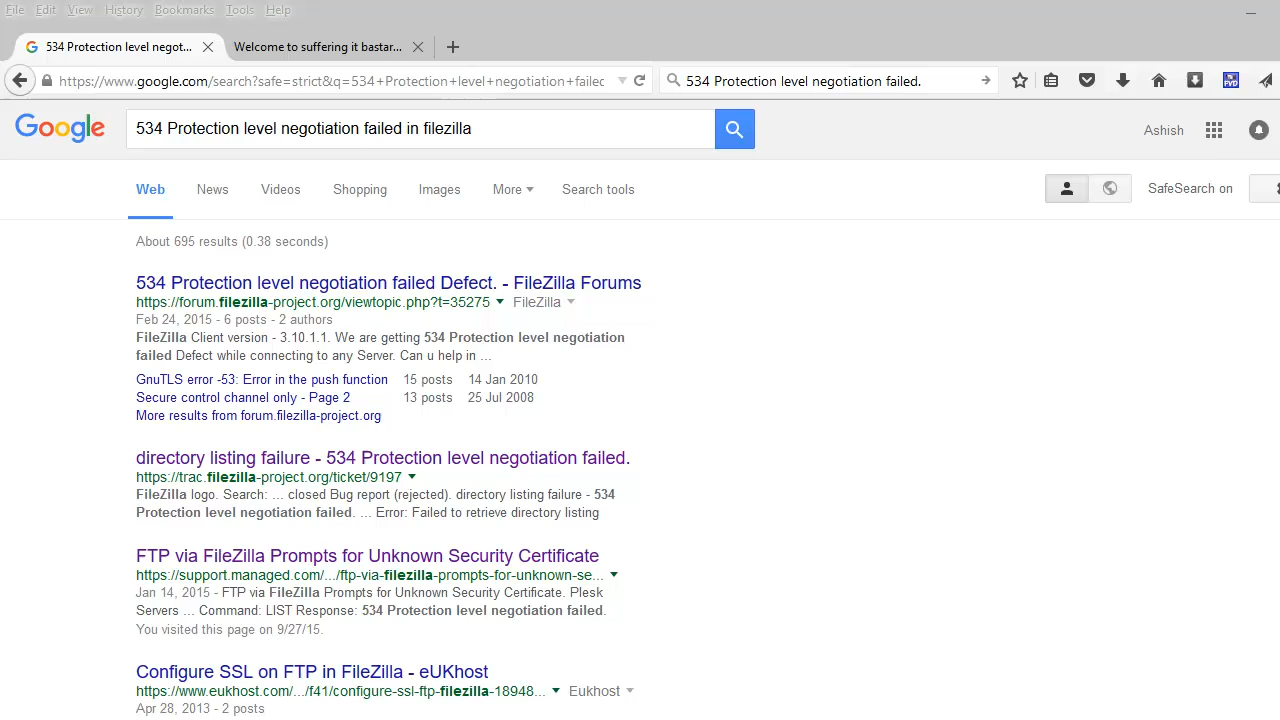 File Edit View History Bookmarks Tools Help
534 Protection level negot... Welcome to suffering it bastar...
https://www.google.com/search?safe=strict&q=534+Protection+level+negotiation+failec 534 Protection level negotiation failed.
FVD
Google 534 Protection level negotiation failed in filezilla Ashish
Web News Videos Shopping Images More Search tools SafeSearch on
About 695 results (0.38 seconds)
534 Protection level negotiation failed Defect. - FileZilla Forums
https://forum.filezilla-project.org/viewtopic.php?t=35275 FileZilla
Feb 24, 2015 - 6 posts - 2 authors
FileZilla Client version - 3.10.1.1. We are getting 534 Protection level negotiation
failed Defect while connecting to any Server. Can u help in ...
GnuTLS error -53: Error in the push function 15 posts 14 Jan 2010
Secure control channel only - Page 2 13 posts 25 Jul 2008
More results from forum.filezilla-project.org
directory listing failure - 534 Protection level negotiation failed.
https://trac.filezilla-project.org/ticket/9197
FileZilla logo. Search: ... closed Bug report (rejected). directory listing failure - 534
Protection level negotiation failed. ... Error: Failed to retrieve directory listing
FTP via FileZilla Prompts for Unknown Security Certificate
https://support.managed.com/.../ftp-via-filezilla-prompts-for-unknown-se...
Jan 14, 2015 - FTP via FileZilla Prompts for Unknown Security Certificate. Plesk
Servers ... Command: LIST Response: 534 Protection level negotiation failed.
You visited this page on 9/27/15.
Configure SSL on FTP in FileZilla - eUKhost
https://www.eukhost.com/.../f41/configure-ssl-ftp-filezilla-18948... Eukhost
Apr 28, 2013 - 2 posts